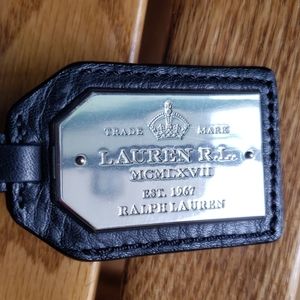 TRADE MARK
LAUREN R.L.
MCMLXVII
EST. 1967
RALPH LAUREN